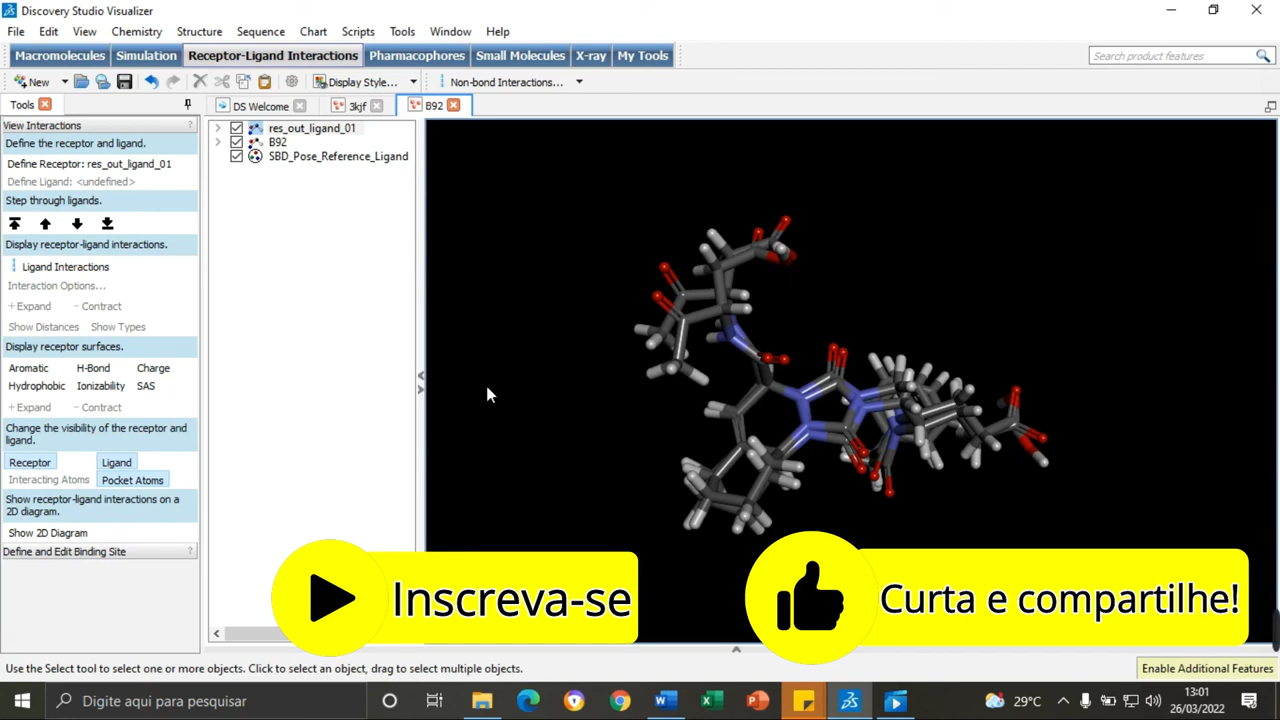 Discovery Studio Visualizer
File Edit View Chemistry Structure Sequence Chart Scripts Tools Window Help
Macromolecules Simulation Receptor-Ligand Interactions Pharmacophores Small Molecules X-ray My Tools Search product features
New Display Style... Non-bond Interactions...
Tools DS Welcome 3kjf B92
View Interactions ?
Define the receptor and ligand.
Define Receptor: res_out_ligand_01
Define Ligand: <undefined>
Step through ligands.
Display receptor-ligand interactions.
Ligand Interactions
Interaction Options...
+ Expand - Contract
Show Distances Show Types
Display receptor surfaces.
Aromatic H-Bond Charge
Hydrophobic Ionizability SAS
+ Expand - Contract
Change the visibility of the receptor and
ligand.
Receptor Ligand
Interacting Atoms Pocket Atoms
Show receptor-ligand interactions on a
2D diagram.
Show 2D Diagram
Define and Edit Binding Site ?
res_out_ligand_01
B92
SBD_Pose_Reference_Ligand
Inscreva-se
Curta e compartilhe!
Use the Select tool to select one or more objects. Click to select an object, drag to select multiple objects. Enable Additional Features
Digite aqui para pesquisar
29°C
13:01
26/03/2022